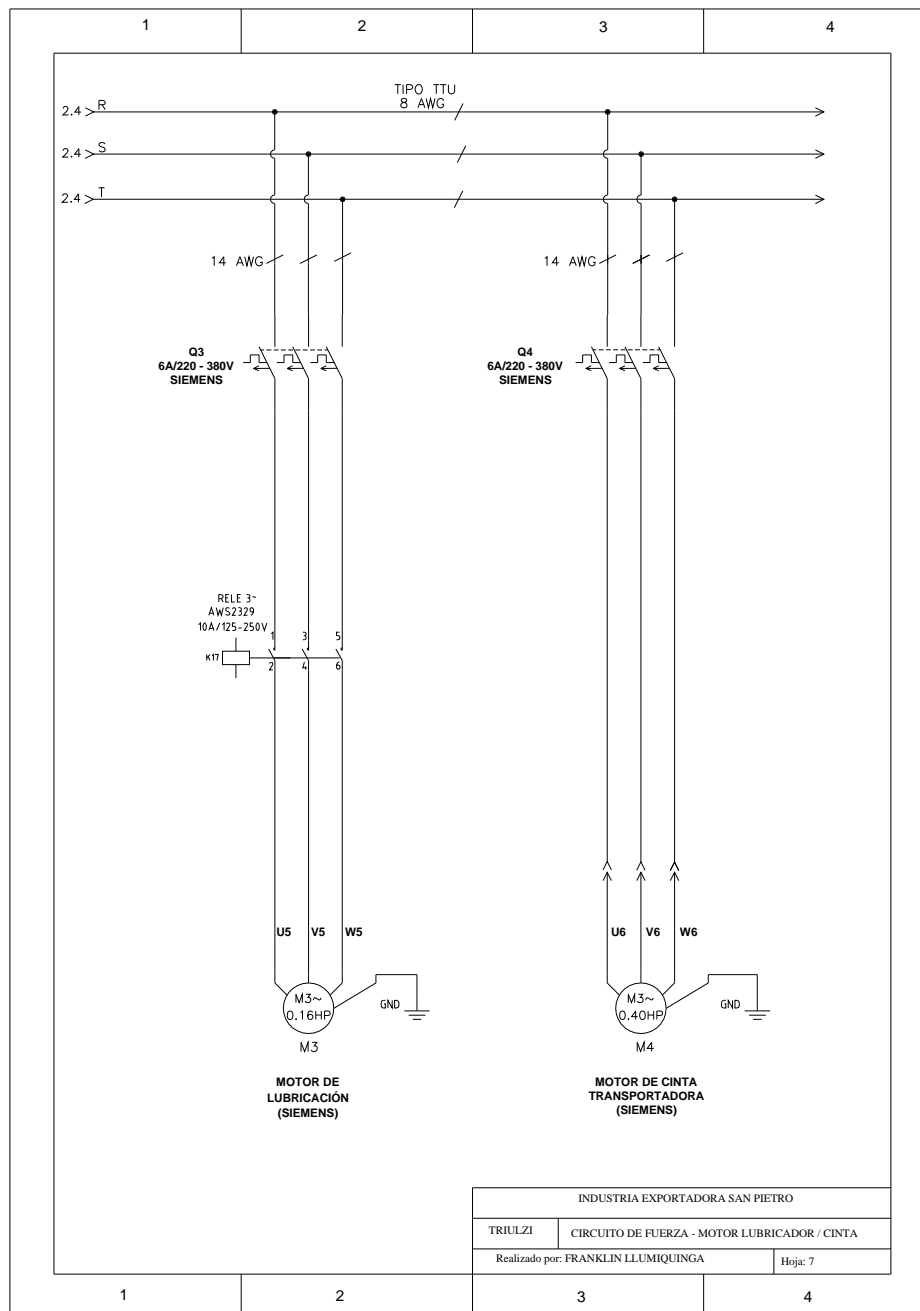 1 2 3 4
TIPO TTU
8 AWG
2.4 R
2.4 S
2.4 T
14 AWG
14 AWG
Q3
6A/220 - 380V
SIEMENS
Q4
6A/220 - 380V
SIEMENS
RELE 3~
AWS2329
10A/125-250V
K17
1 3 5
2 4 6
U5 V5 W5
U6 V6 W6
M3~
0.16HP
GND
M3
M3~
0.40HP
GND
M4
MOTOR DE
LUBRICACIÓN
(SIEMENS)
MOTOR DE CINTA
TRANSPORTADORA
(SIEMENS)
INDUSTRIA EXPORTADORA SAN PIETRO
TRIULZI
CIRCUITO DE FUERZA - MOTOR LUBRICADOR / CINTA
Realizado por: FRANKLIN LLUMIQUINGA
Hoja: 7
1 2 3 4